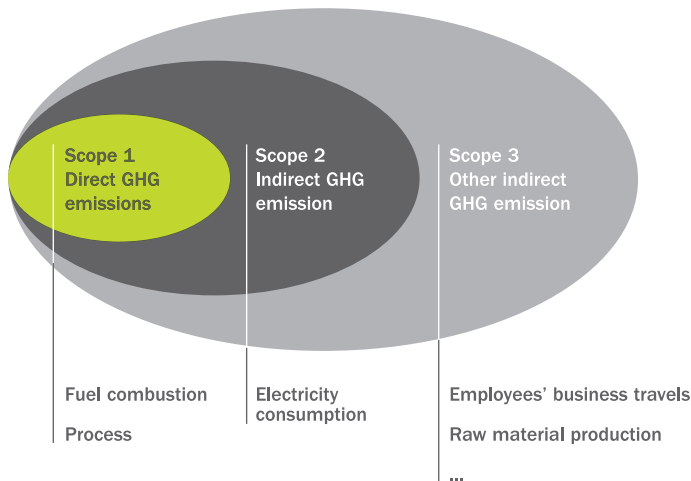 Scope 1
Direct GHG
emissions
Scope 2
Indirect GHG
emission
Scope 3
Other indirect
GHG emission
Fuel combustion
Process
Electricity
consumption
Employees’ business travels
Raw material production
...